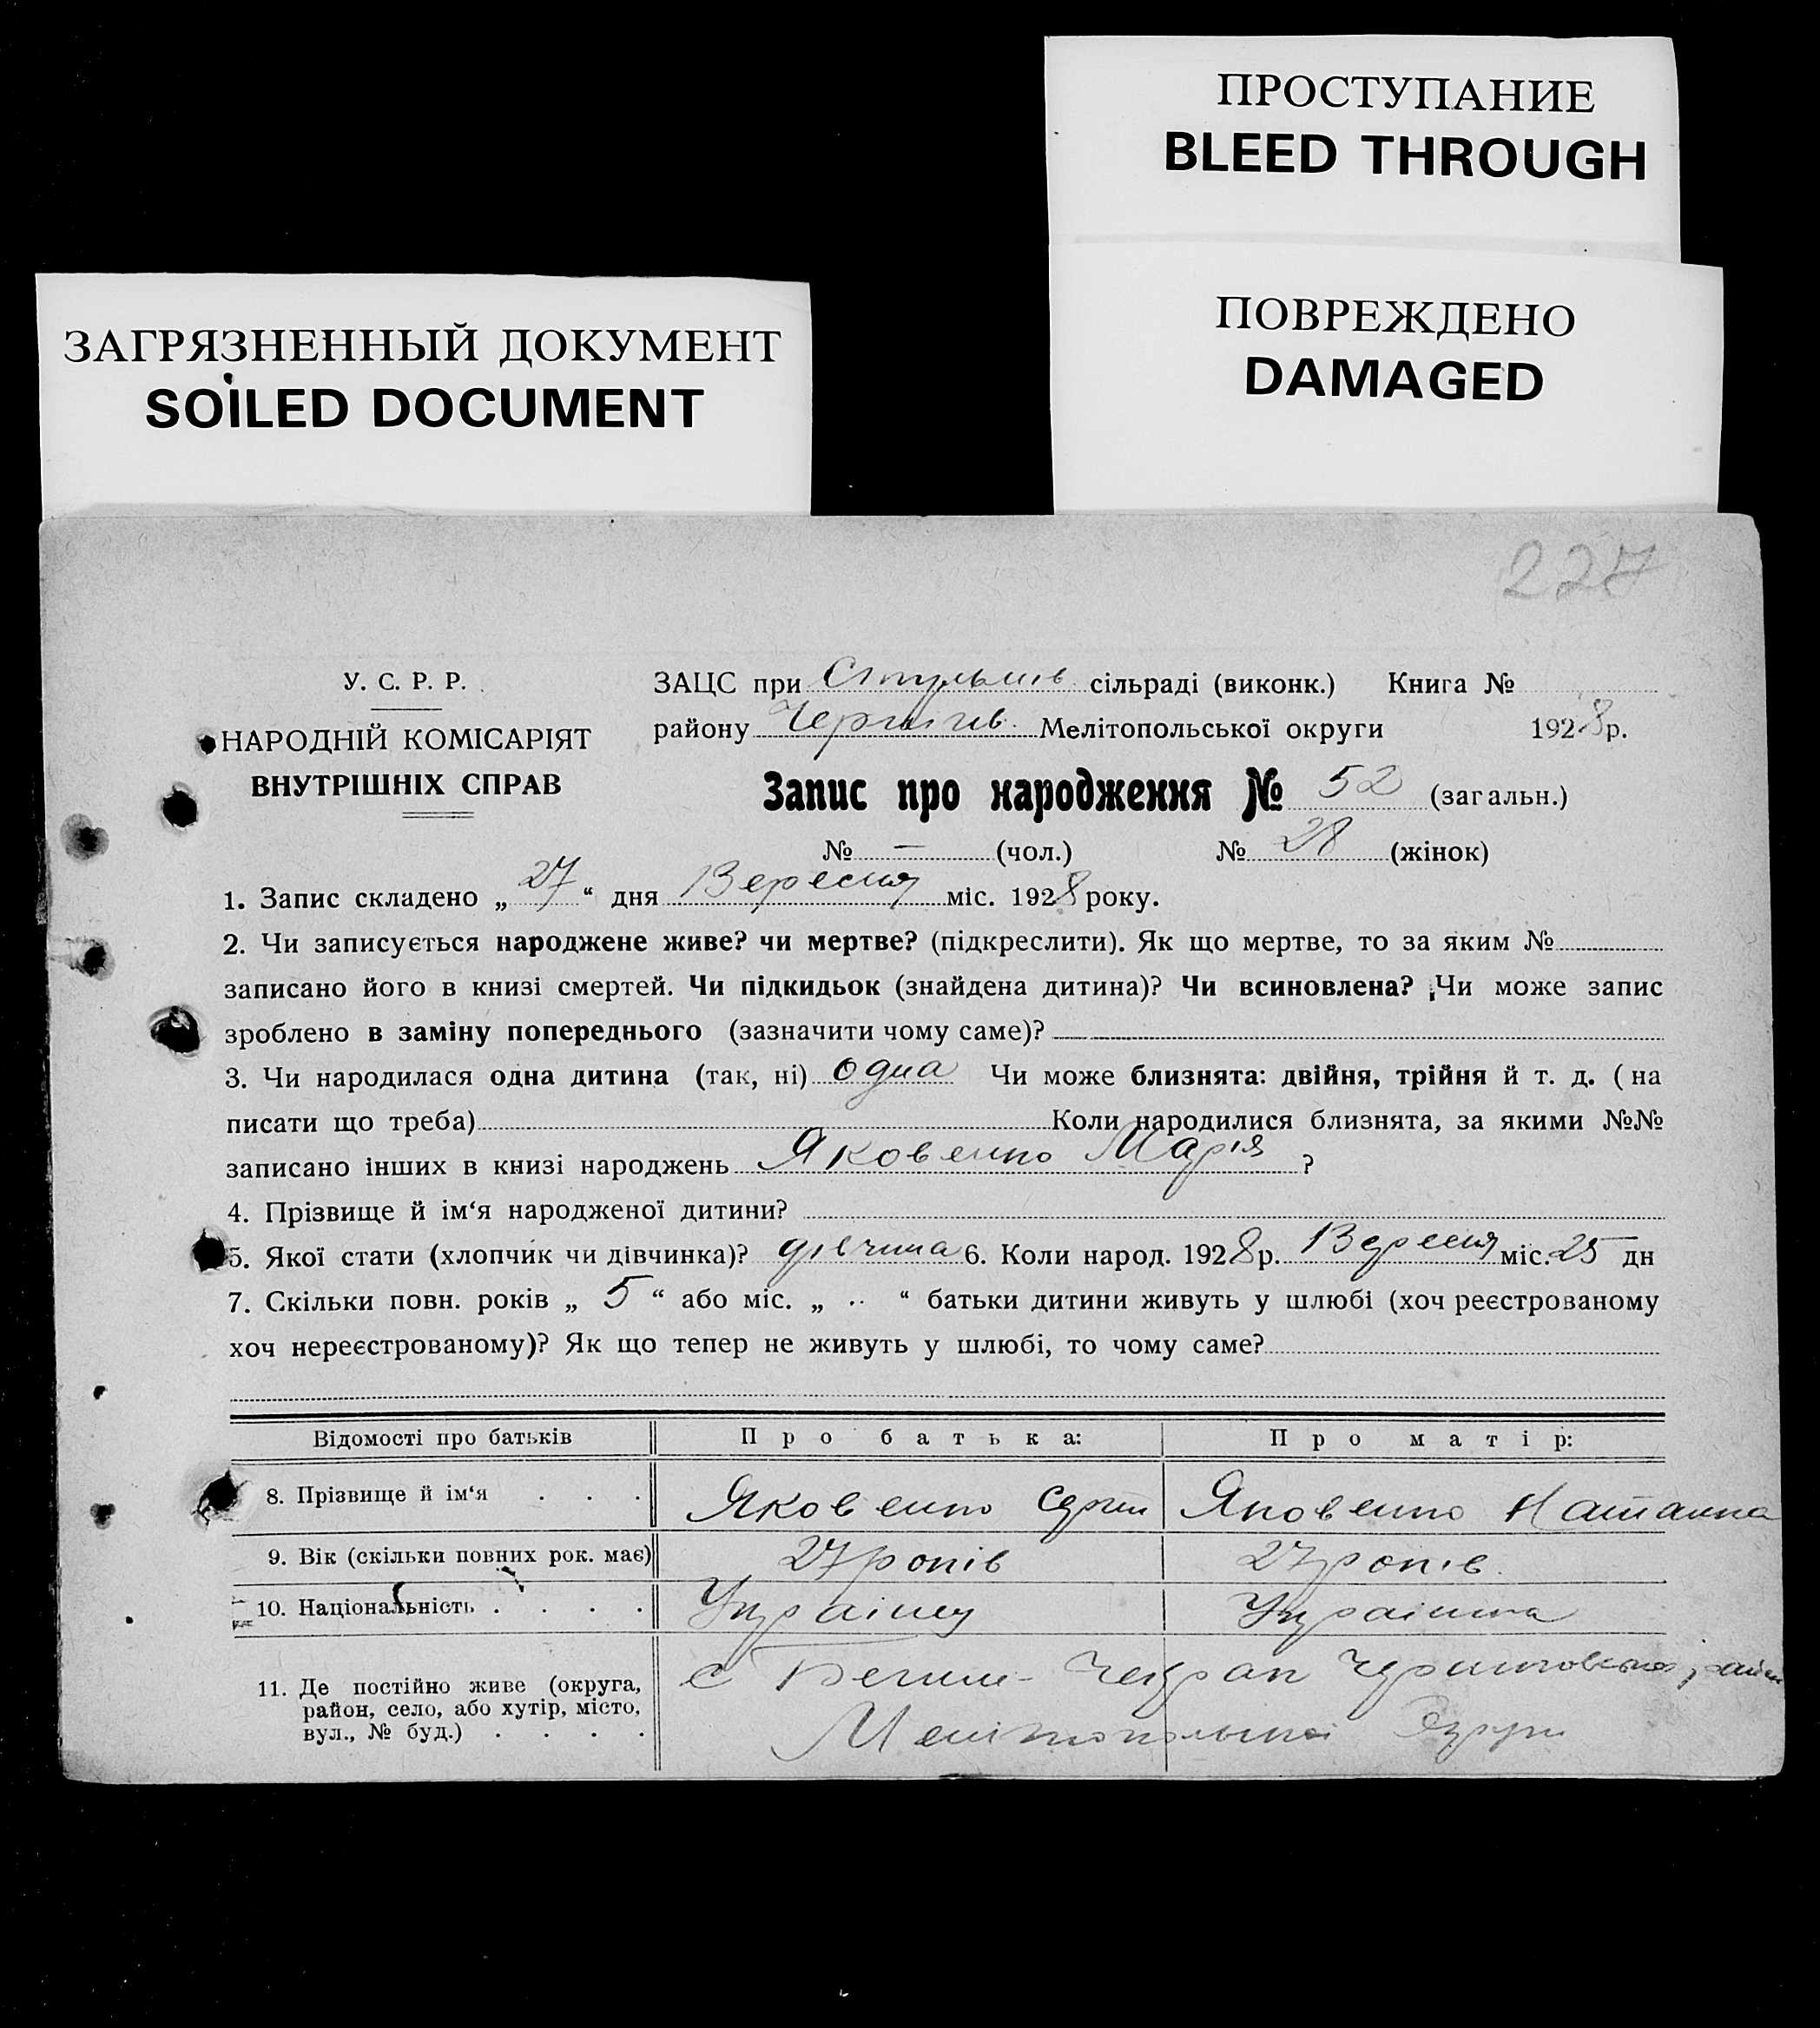 ПРОСТУПАНИЕ
BLEED THROUGH
ЗАГРЯЗНЕННЫЙ ДОКУМЕНТ
SOILED DOCUMENT
ПОВРЕЖДЕНО
DAMAGED
227
У. С. Р. Р.
НАРОДНІЙ КОМІСАРІЯТ
ВНУТРІШНІХ СПРАВ
ЗАЦС при сільраді (виконк.) Книга №
району Чернігів. Мелітопольської округи 1928 р.
Запис про народження № 52 (загальн.)
№ — (чол.) № 28 (жінок)
1. Запис складено „ 27 “ дня Вересня міс. 1928 року.
2. Чи записується народжене живе? чи мертве? (підкреслити). Як що мертве, то за яким №
записано його в книзі смертей. Чи підкидьок (знайдена дитина)? Чи всиновлена? Чи може запис
зроблено в заміну попереднього (зазначити чому саме)?
3. Чи народилася одна дитина (так, ні) одна Чи може близнята: двійня, трійня й т. д. (на
писати що треба) Коли народилися близнята, за якими №№
записано інших в книзі народжень Яковенко Марія ?
4. Прізвище й ім‘я народженої дитини?
5. Якої стати (хлопчик чи дівчинка)? дівчина 6. Коли народ. 1928 р. Вересня міс. 25 дн
7. Скільки повн. років „ 5 “ або міс. „ .. “ батьки дитини живуть у шлюбі (хоч реєстрованому
хоч нереєстрованому)? Як що тепер не живуть у шлюбі, то чому саме?
Відомості про батьків Про батька: Про матір:
8. Прізвище й ім‘я . . . Яковенко Яковенко
9. Вік (скільки повних рок. має) 27 років 27 років.
10. Національність . . . . Українец Українка
11. Де постійно живе (округа,
район, село, або хутір, місто,
вул., № буд.) . . . .
с Чокрак